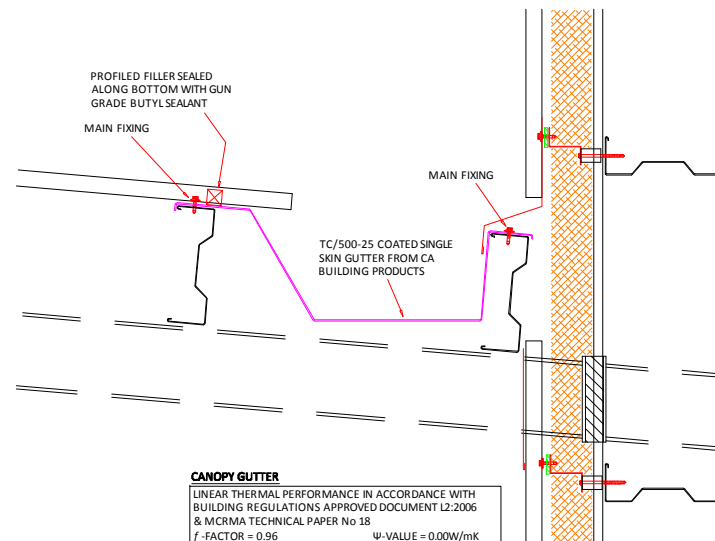 PROFILED FILLER SEALED
ALONG BOTTOM WITH GUN
GRADE BUTYL SEALANT
MAIN FIXING
MAIN FIXING
TC/500-25 COATED SINGLE
SKIN GUTTER FROM CA
BUILDING PRODUCTS
CANOPY GUTTER
LINEAR THERMAL PERFORMANCE IN ACCORDANCE WITH
BUILDING REGULATIONS APPROVED DOCUMENT L2:2006
& MCRMA TECHNICAL PAPER No 18
f -FACTOR = 0.96 Ψ-VALUE = 0.00W/mK